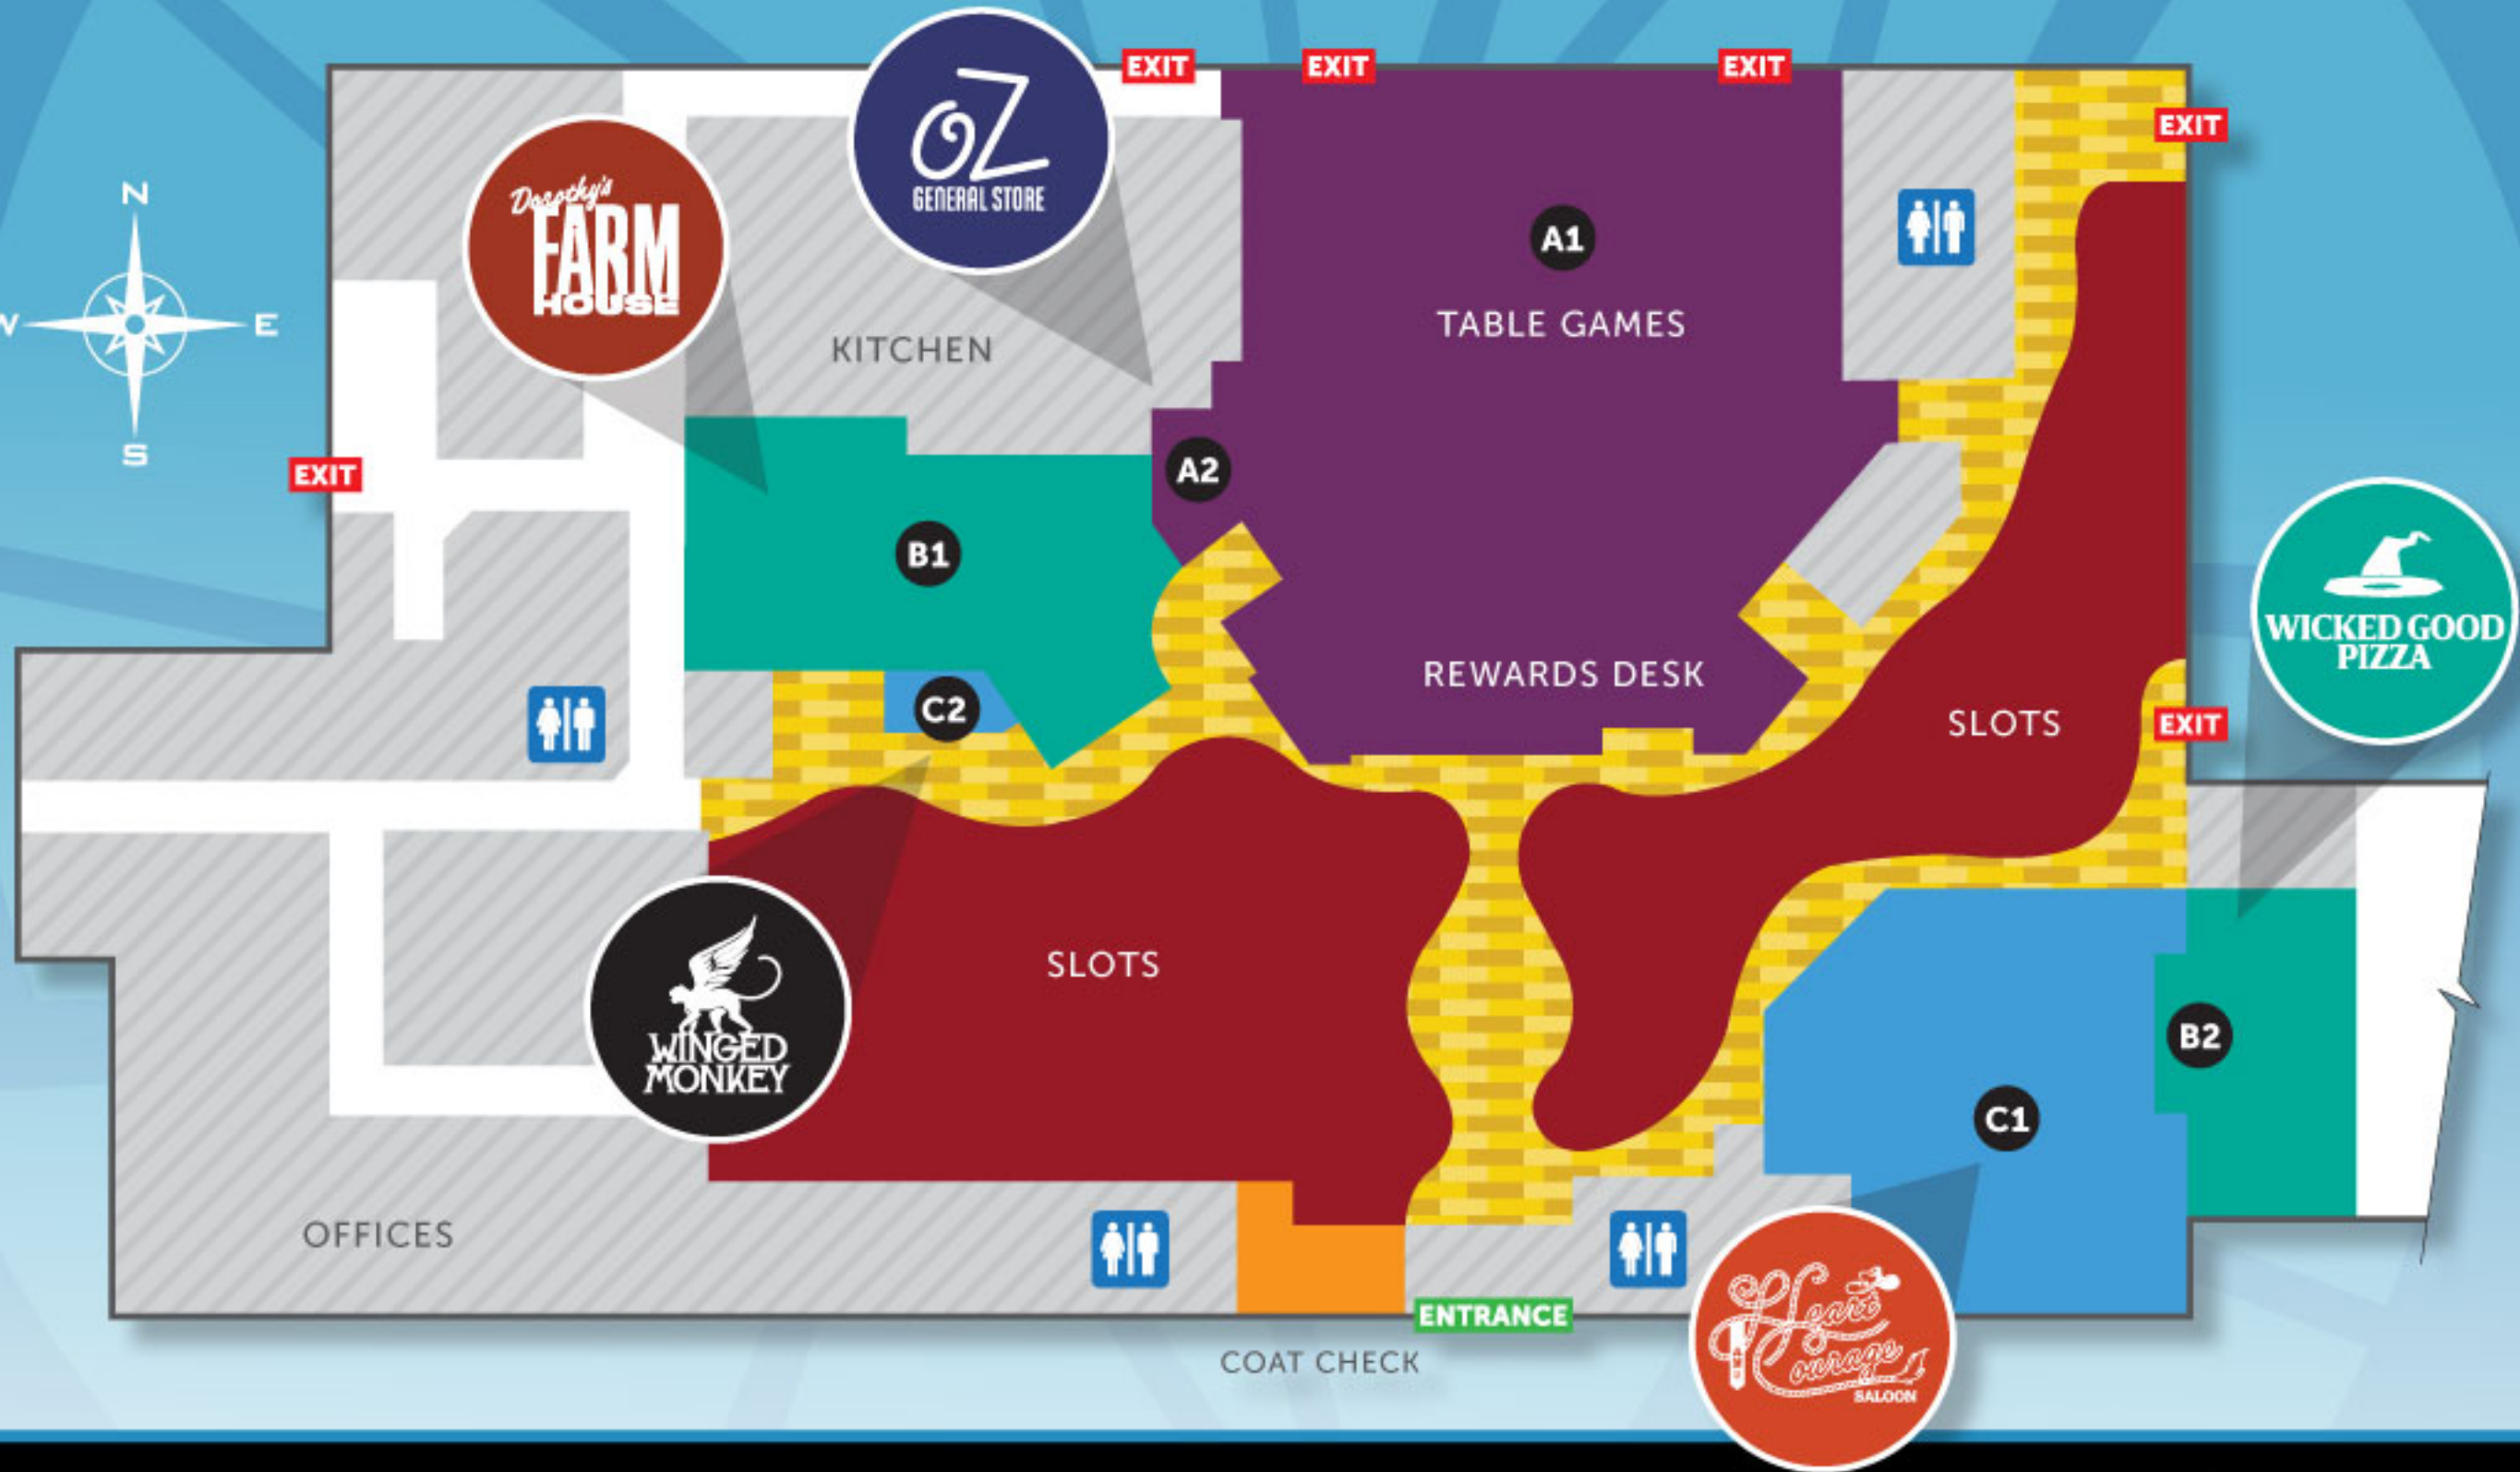 EXIT
EXIT
EXIT
EXIT
OZ
GENERAL STORE
Dorothy's
FARM
HOUSE
N
W
E
S
A1
TABLE GAMES
KITCHEN
EXIT
A2
B1
WICKED GOOD
PIZZA
REWARDS DESK
C2
SLOTS
EXIT
WINGED
MONKEY
SLOTS
B2
C1
OFFICES
ENTRANCE
COAT CHECK
Heart
AND
Courage
SALOON